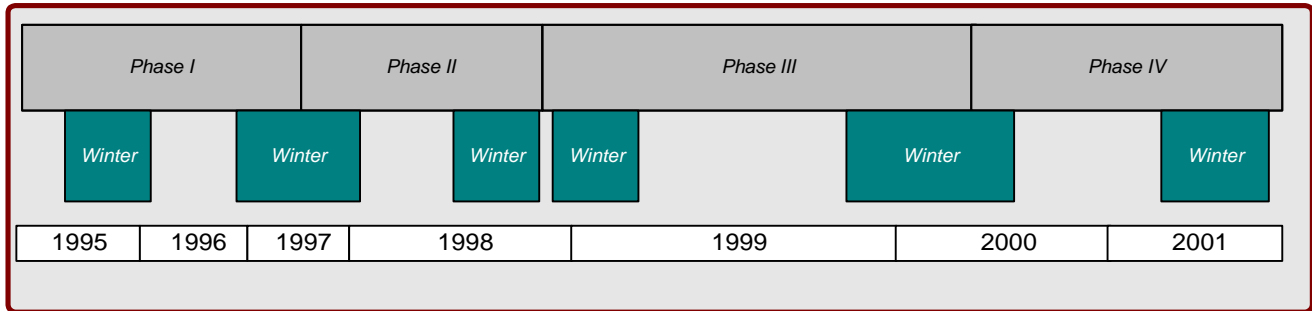 Phase I Phase II Phase III Phase IV
Winter Winter Winter Winter Winter Winter
1995 1996 1997 1998 1999 2000 2001